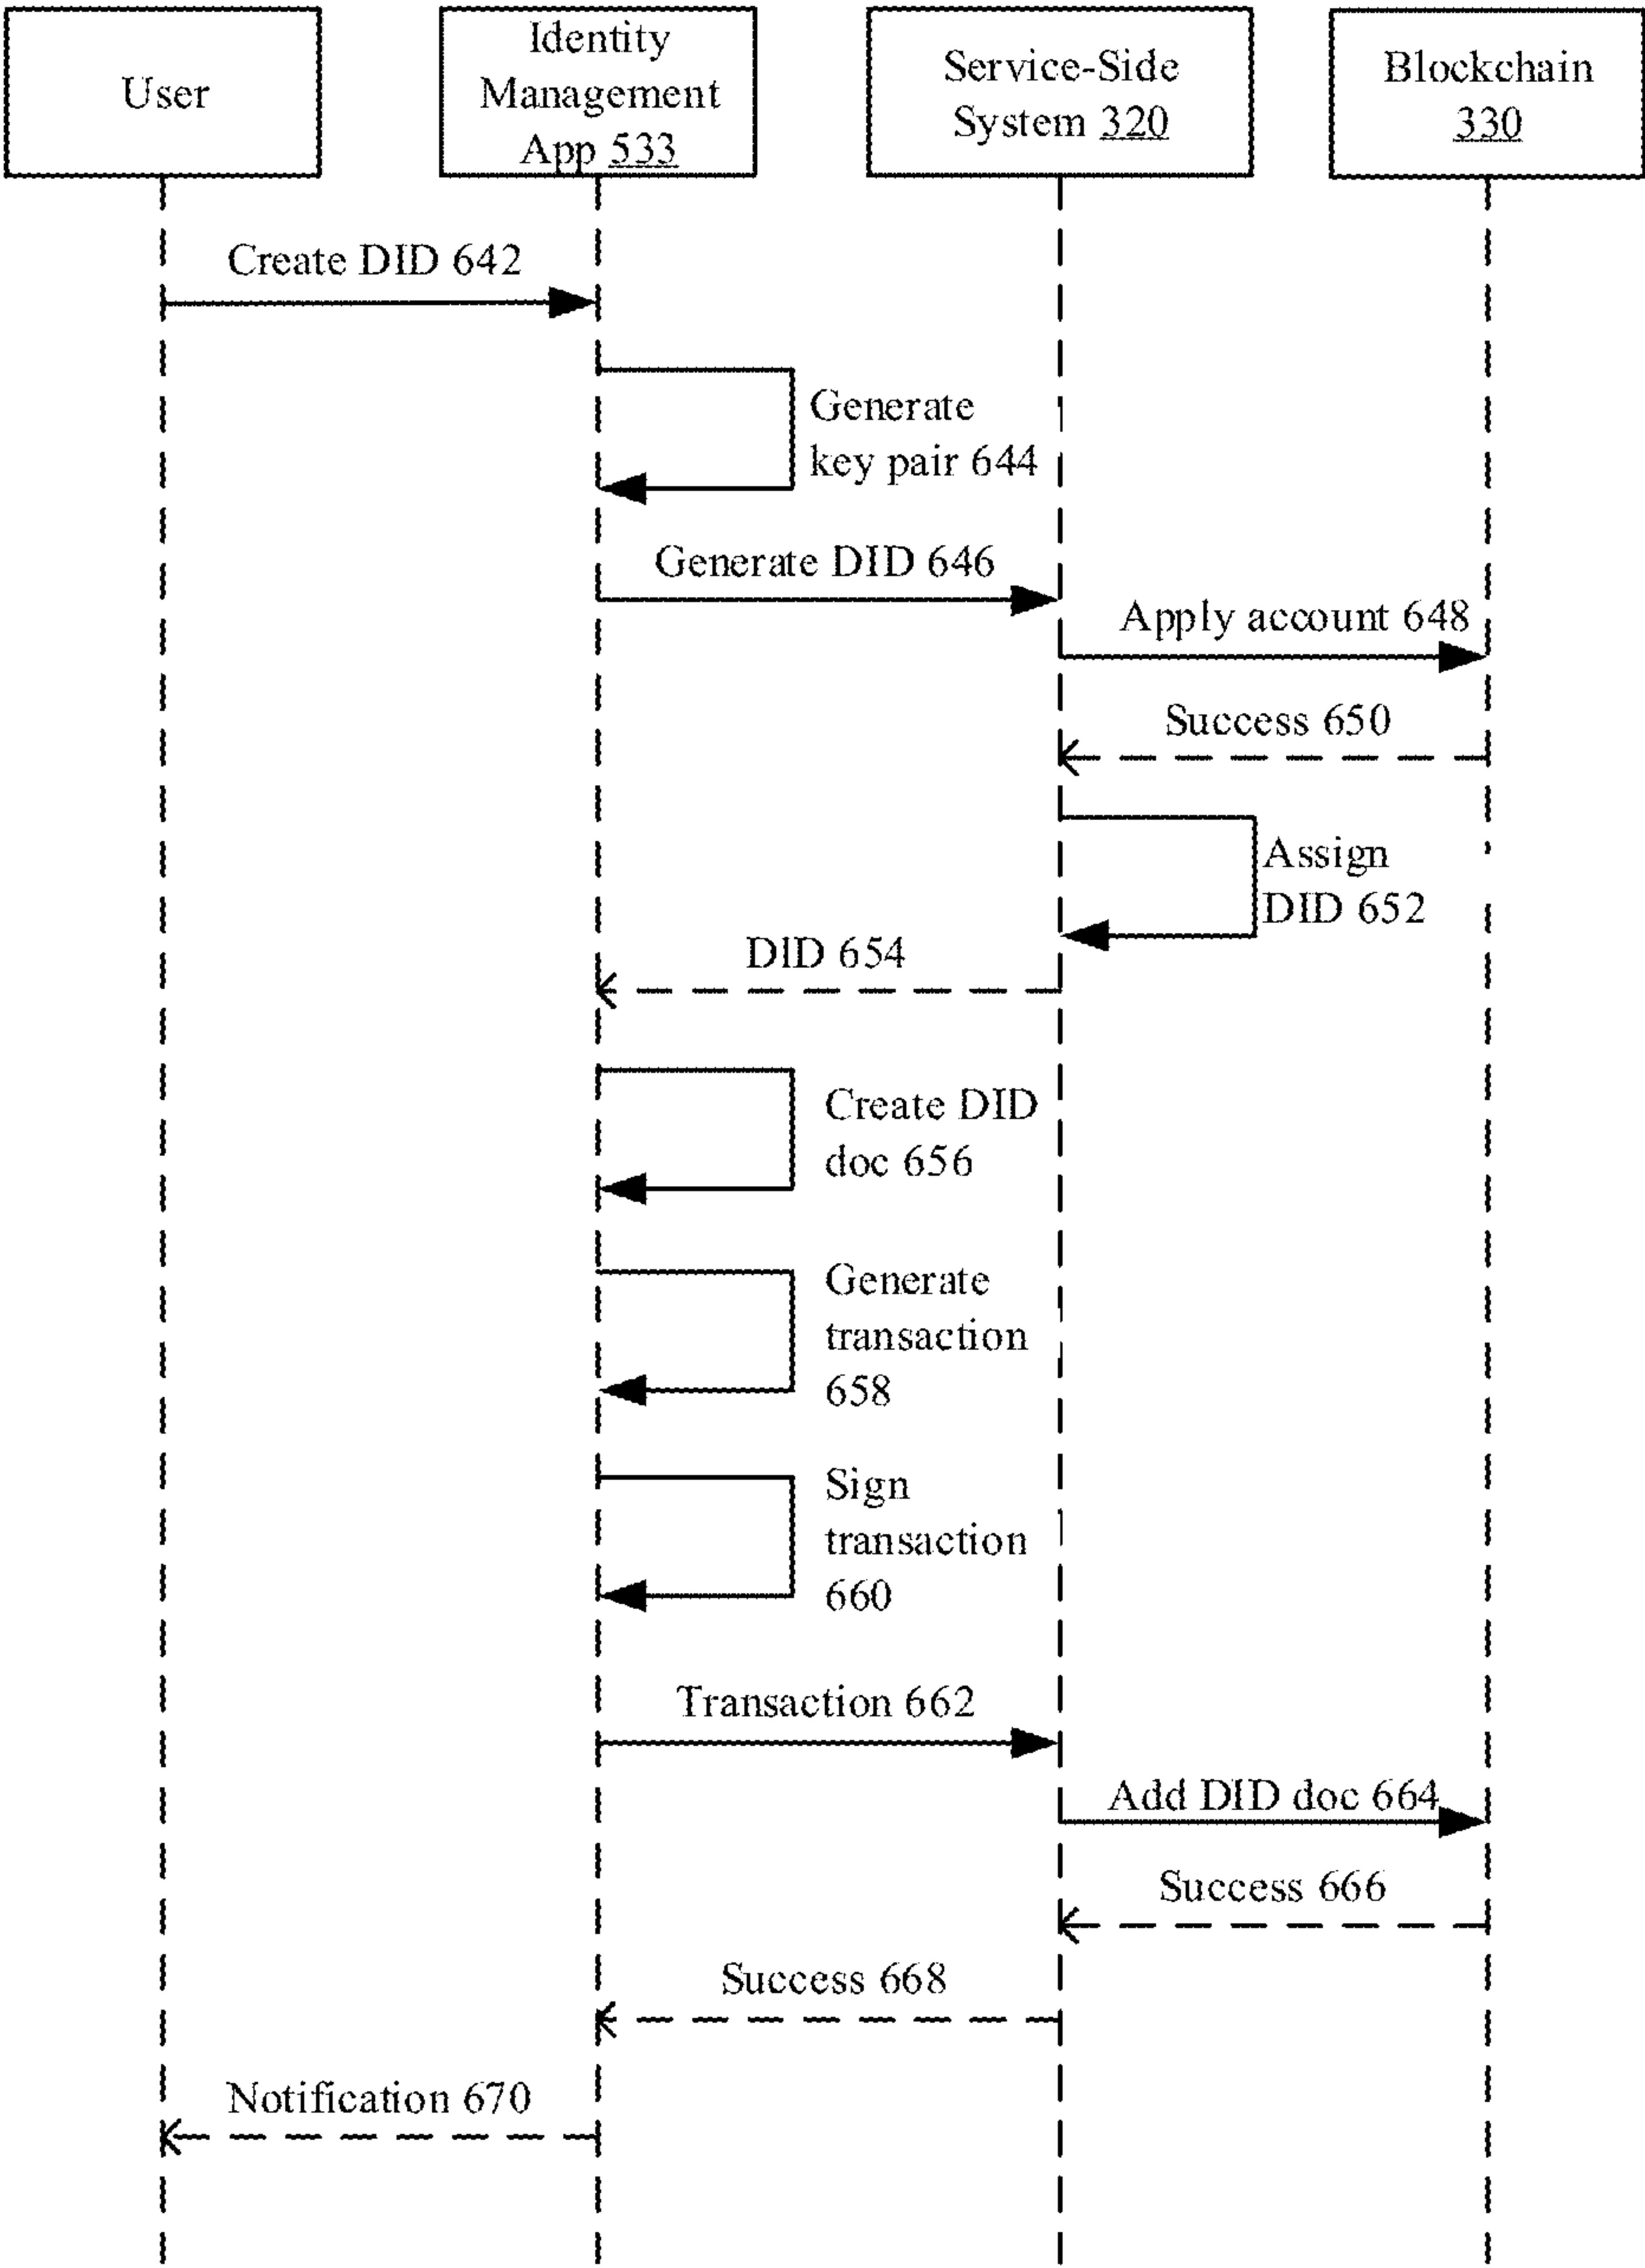 User
Identity
Management
App 533
Service-Side
System 320
Blockchain
330
Create DID 642
Generate
key pair 644
Generate DID 646
Apply account 648
Success 650
Assign
DID 652
DID 654
Create DID
doc 656
Generate
transaction
658
Sign
transaction
660
Transaction 662
Add DID doc 664
Success 666
Success 668
Notification 670